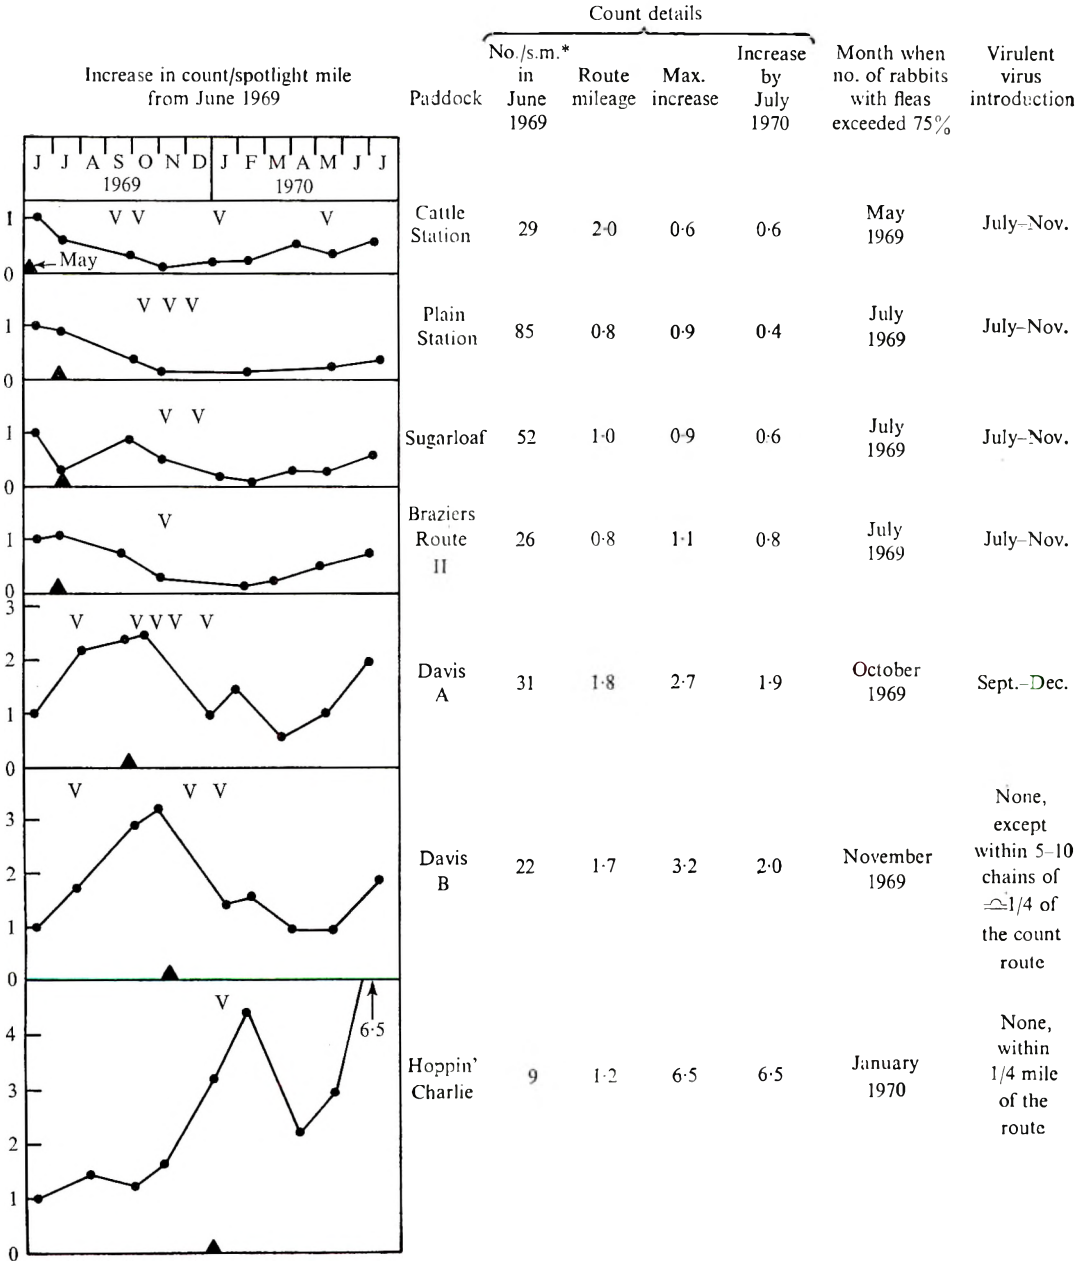 Count details
Increase in count/spotlight mile
from June 1969
Paddock
No./s.m.*
in
June
1969
Route
mileage
Max.
increase
Increase
by
July
1970
Month when
no. of rabbits
with fleas
exceeded 75%
Virulent
virus
introduction
J J A S O N D J F M A M J J
1969 1970
1
V V V V
May
0
Cattle
Station
29 2·0 0·6 0·6
May
1969
July–Nov.
V V V
1
0
Plain
Station
85 0·8 0·9 0·4
July
1969
July–Nov.
V V
1
0
Sugarloaf 52 1·0 0·9 0·6
July
1969
July–Nov.
V
1
0
Braziers
Route
II
26 0·8 1·1 0·8
July
1969
July–Nov.
3
V V V V V
2
1
0
Davis
A
31 1·8 2·7 1·9
October
1969
Sept.–Dec.
V V V
3
2
1
0
Davis
B
22 1·7 3·2 2·0
November
1969
None,
except
within 5–10
chains of
≏1/4 of
the count
route
V
6·5
4
3
2
1
0
Hoppin'
Charlie
9 1·2 6·5 6·5
January
1970
None,
within
1/4 mile
of the
route